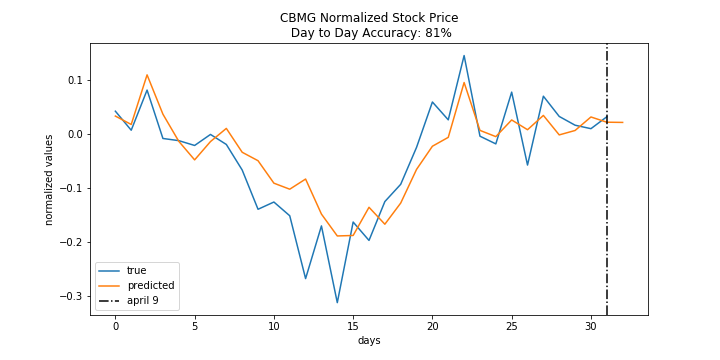 CBMG Normalized Stock Price
Day to Day Accuracy: 81%
normalized values
0.1
0.0
−0.1
−0.2
−0.3
true
predicted
april 9
0 5 10 15 20 25 30
days